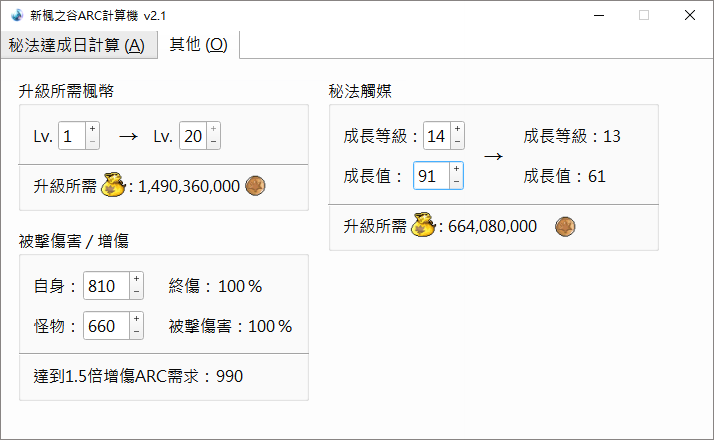 新楓之谷ARC計算機 v2.1
秘法達成日計算 (A) 其他 (O)
升級所需楓幣
Lv. 1 → Lv. 20
升級所需 : 1,490,360,000
被擊傷害 / 增傷
自身 : 810 終傷 : 100 %
怪物 : 660 被擊傷害 : 100 %
達到1.5倍增傷ARC需求 : 990
秘法觸媒
成長等級 : 14 → 成長等級 : 13
成長值 : 91 成長值 : 61
升級所需 : 664,080,000